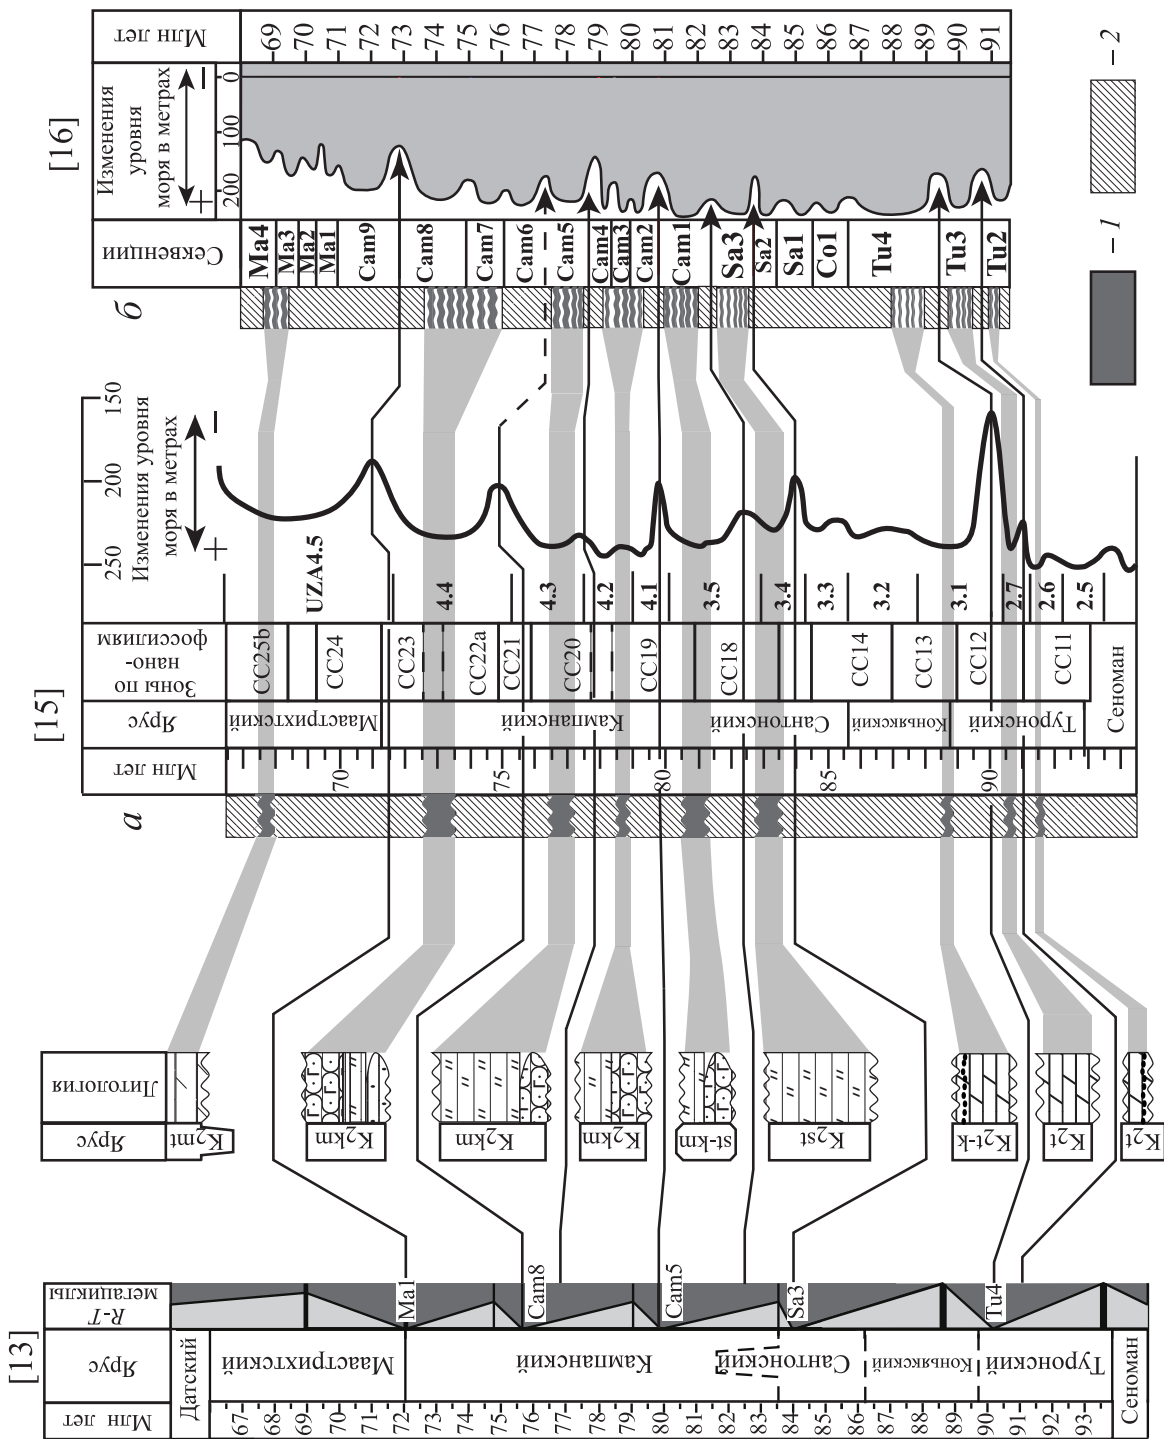 [16]
Млн лет
69
70
71
72
73
74
75
76
77
78
79
80
81
82
83
84
85
86
87
88
89
90
91
Изменения
уровня
моря в метрах
+
−
0
100
200
Секвенции
Ma4
Ma3
Ma2
Ma1
Cam9
Cam8
Cam7
Cam6
Cam5
Cam4
Cam3
Cam2
Cam1
Sa3
Sa2
Sa1
Co1
Tu4
Tu3
Tu2
б
– 1
– 2
[15]
150
200
250
Изменения уровня
моря в метрах
+
−
UZA4.5
4.4
4.3
4.2
4.1
3.5
3.4
3.3
3.2
3.1
2.7
2.6
2.5
Зоны по
нано-
фоссилиям
CC25b
CC24
CC23
CC22a
CC21
CC20
CC19
CC18
CC14
CC13
CC12
CC11
Ярус
Маастрихтский
Кампанский
Сантонский
Коньякский
Туронский
Сеноман
Млн лет
70
75
80
85
90
а
Литология
Ярус
K2mt
K2km
K2km
K2km
st-km
K2st
K2t-k
K2t
K2t
[13]
R-T
мегациклы
Ma1
Cam8
Cam5
Sa3
Tu4
Ярус
Датский
Маастрихтский
Кампанский
Сантонский
Коньякский
Туронский
Сеноман
Млн лет
67
68
69
70
71
72
73
74
75
76
77
78
79
80
81
82
83
84
85
86
87
88
89
90
91
92
93